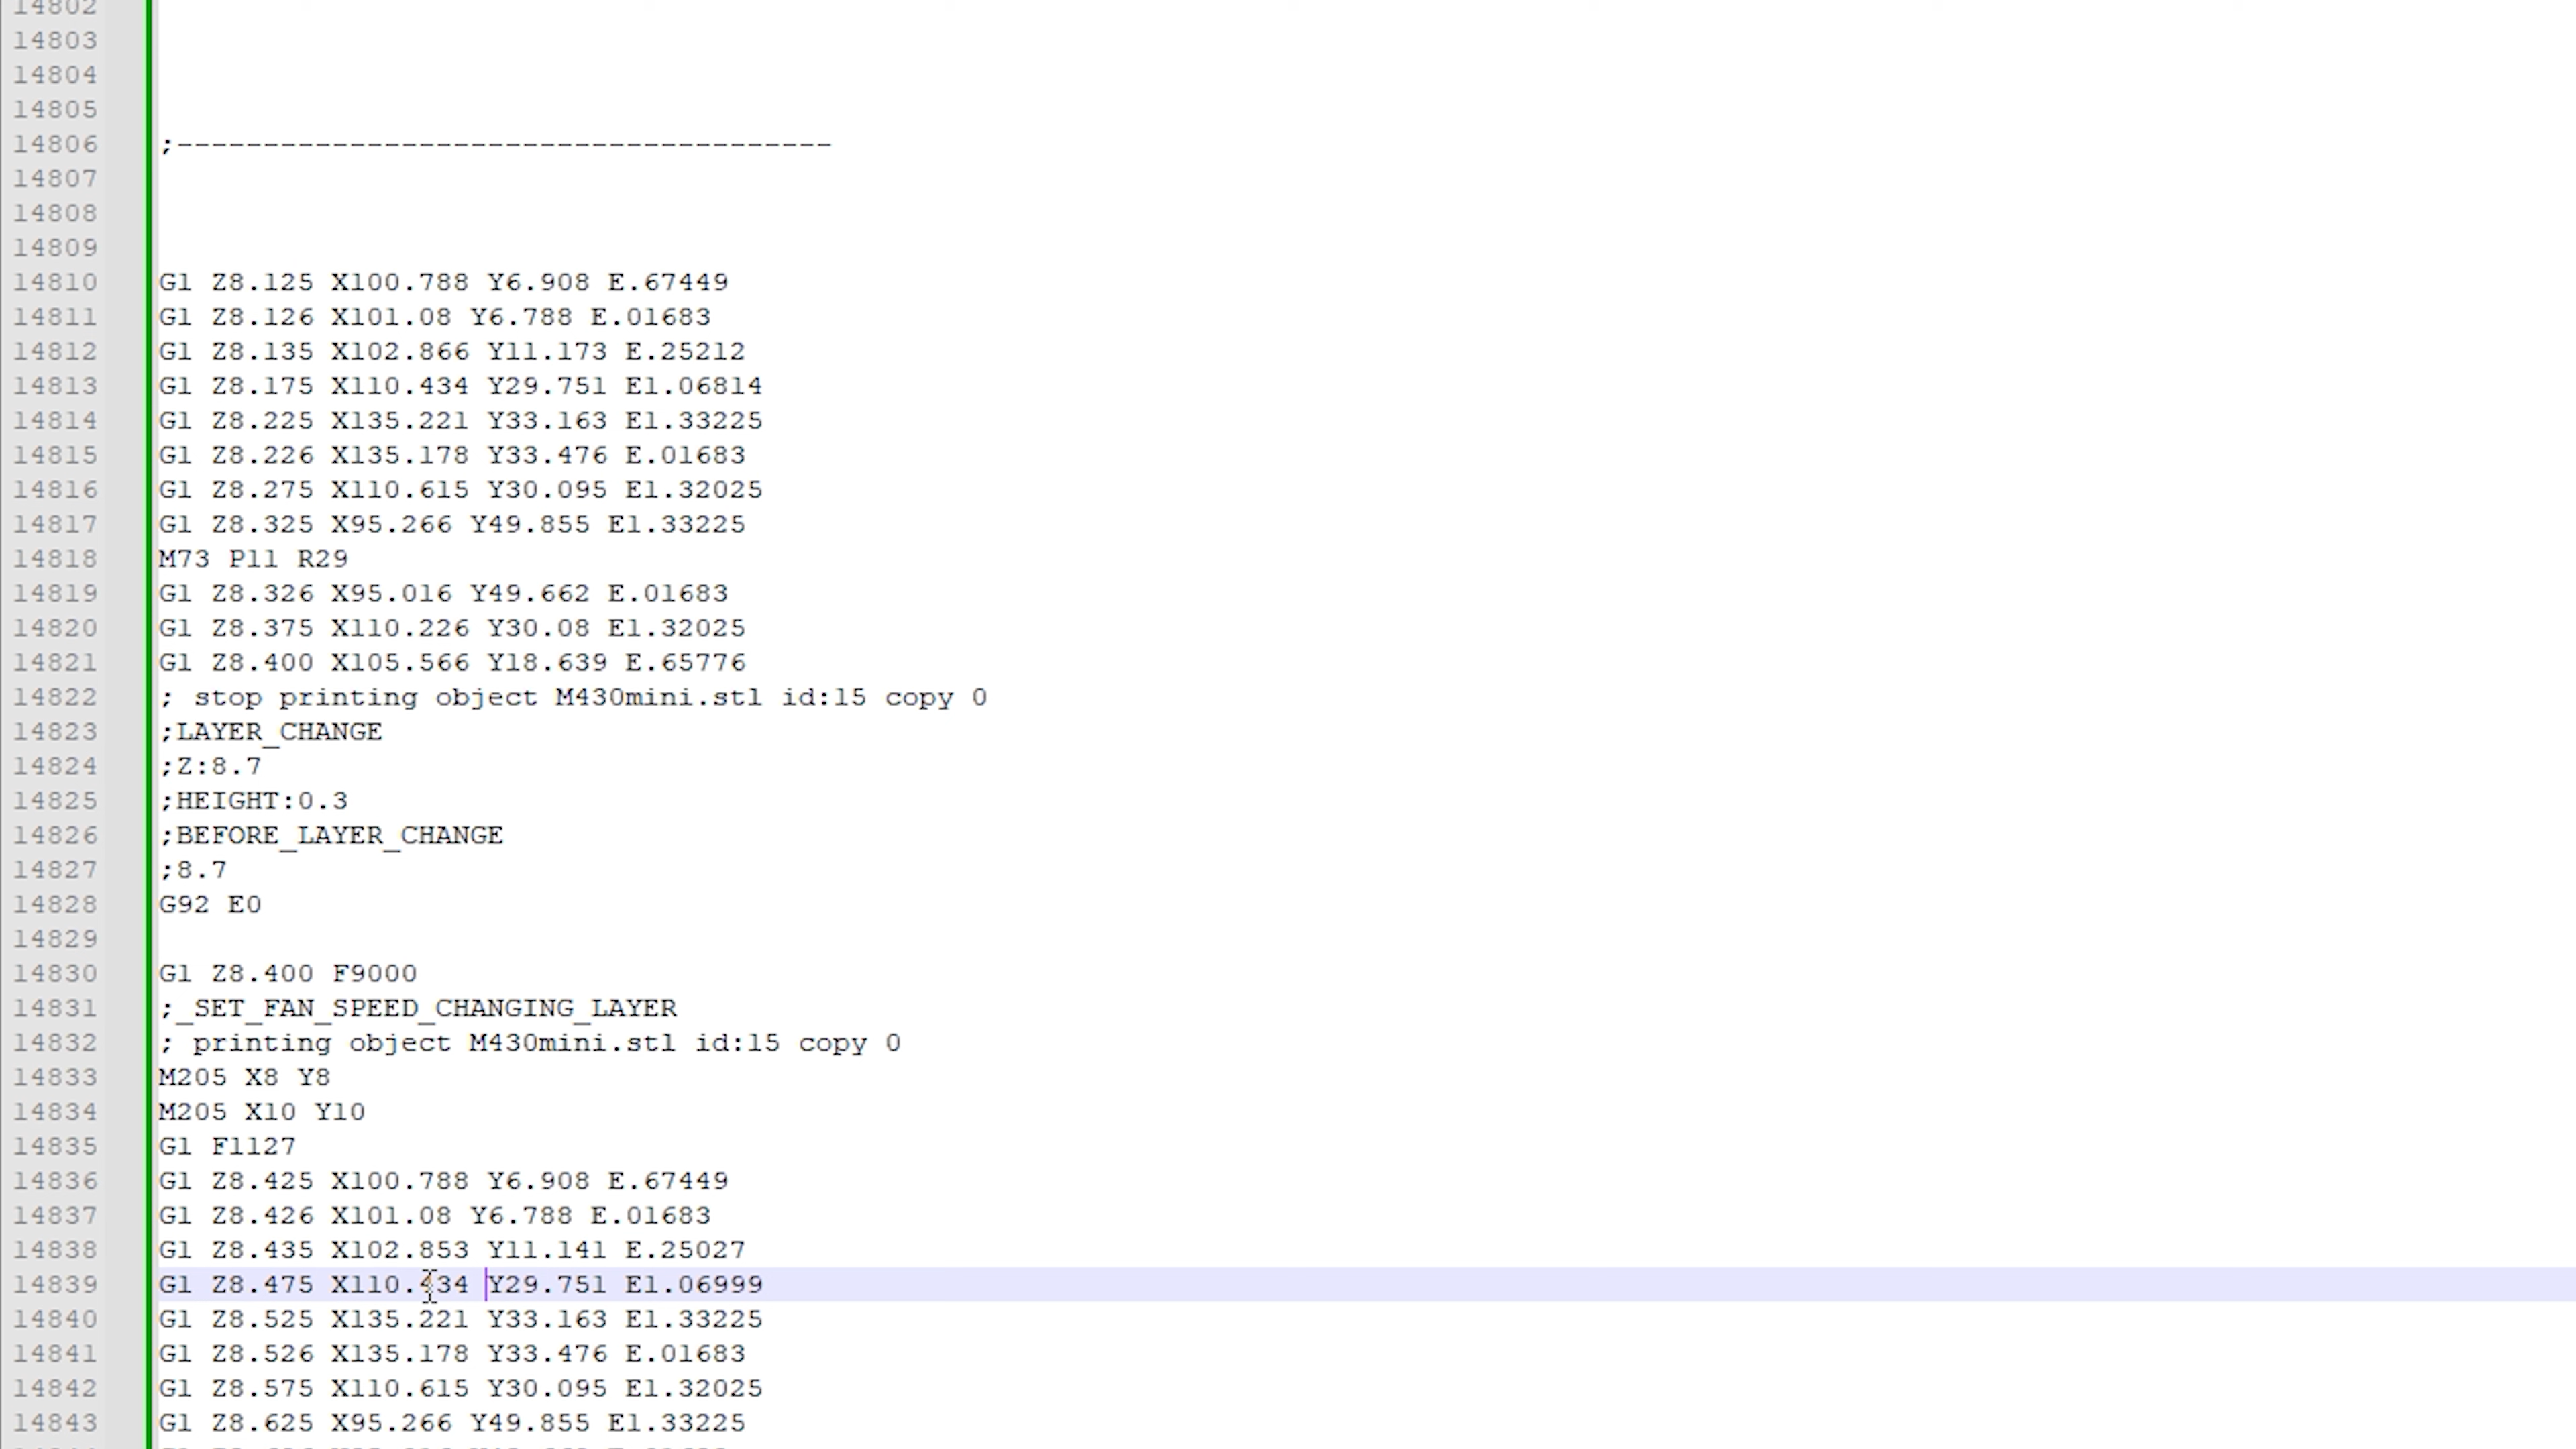 14802
14803
14804
14805
14806 ;--------------------------------------
14807
14808
14809
14810 G1 Z8.125 X100.788 Y6.908 E.67449
14811 G1 Z8.126 X101.08 Y6.788 E.01683
14812 G1 Z8.135 X102.866 Y11.173 E.25212
14813 G1 Z8.175 X110.434 Y29.751 E1.06814
14814 G1 Z8.225 X135.221 Y33.163 E1.33225
14815 G1 Z8.226 X135.178 Y33.476 E.01683
14816 G1 Z8.275 X110.615 Y30.095 E1.32025
14817 G1 Z8.325 X95.266 Y49.855 E1.33225
14818 M73 P11 R29
14819 G1 Z8.326 X95.016 Y49.662 E.01683
14820 G1 Z8.375 X110.226 Y30.08 E1.32025
14821 G1 Z8.400 X105.566 Y18.639 E.65776
14822 ; stop printing object M430mini.stl id:15 copy 0
14823 ;LAYER_CHANGE
14824 ;Z:8.7
14825 ;HEIGHT:0.3
14826 ;BEFORE_LAYER_CHANGE
14827 ;8.7
14828 G92 E0
14829
14830 G1 Z8.400 F9000
14831 ;_SET_FAN_SPEED_CHANGING_LAYER
14832 ; printing object M430mini.stl id:15 copy 0
14833 M205 X8 Y8
14834 M205 X10 Y10
14835 G1 F1127
14836 G1 Z8.425 X100.788 Y6.908 E.67449
14837 G1 Z8.426 X101.08 Y6.788 E.01683
14838 G1 Z8.435 X102.853 Y11.141 E.25027
14839 G1 Z8.475 X110.434 Y29.751 E1.06999
14840 G1 Z8.525 X135.221 Y33.163 E1.33225
14841 G1 Z8.526 X135.178 Y33.476 E.01683
14842 G1 Z8.575 X110.615 Y30.095 E1.32025
14843 G1 Z8.625 X95.266 Y49.855 E1.33225